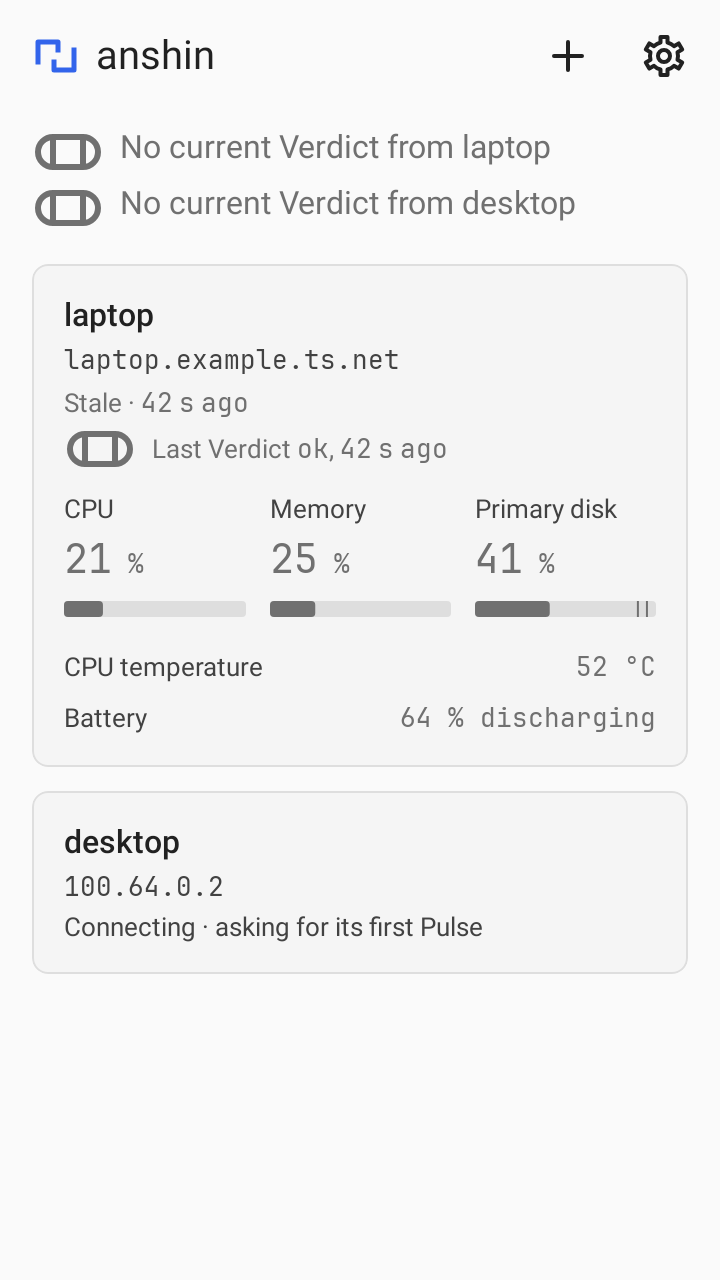 anshin
No current Verdict from laptop
No current Verdict from desktop
laptop
laptop.example.ts.net
Stale · 42 s ago
Last Verdict ok, 42 s ago
CPU Memory Primary disk
21 % 25 % 41 %
CPU temperature 52 °C
Battery 64 % discharging
desktop
100.64.0.2
Connecting · asking for its first Pulse